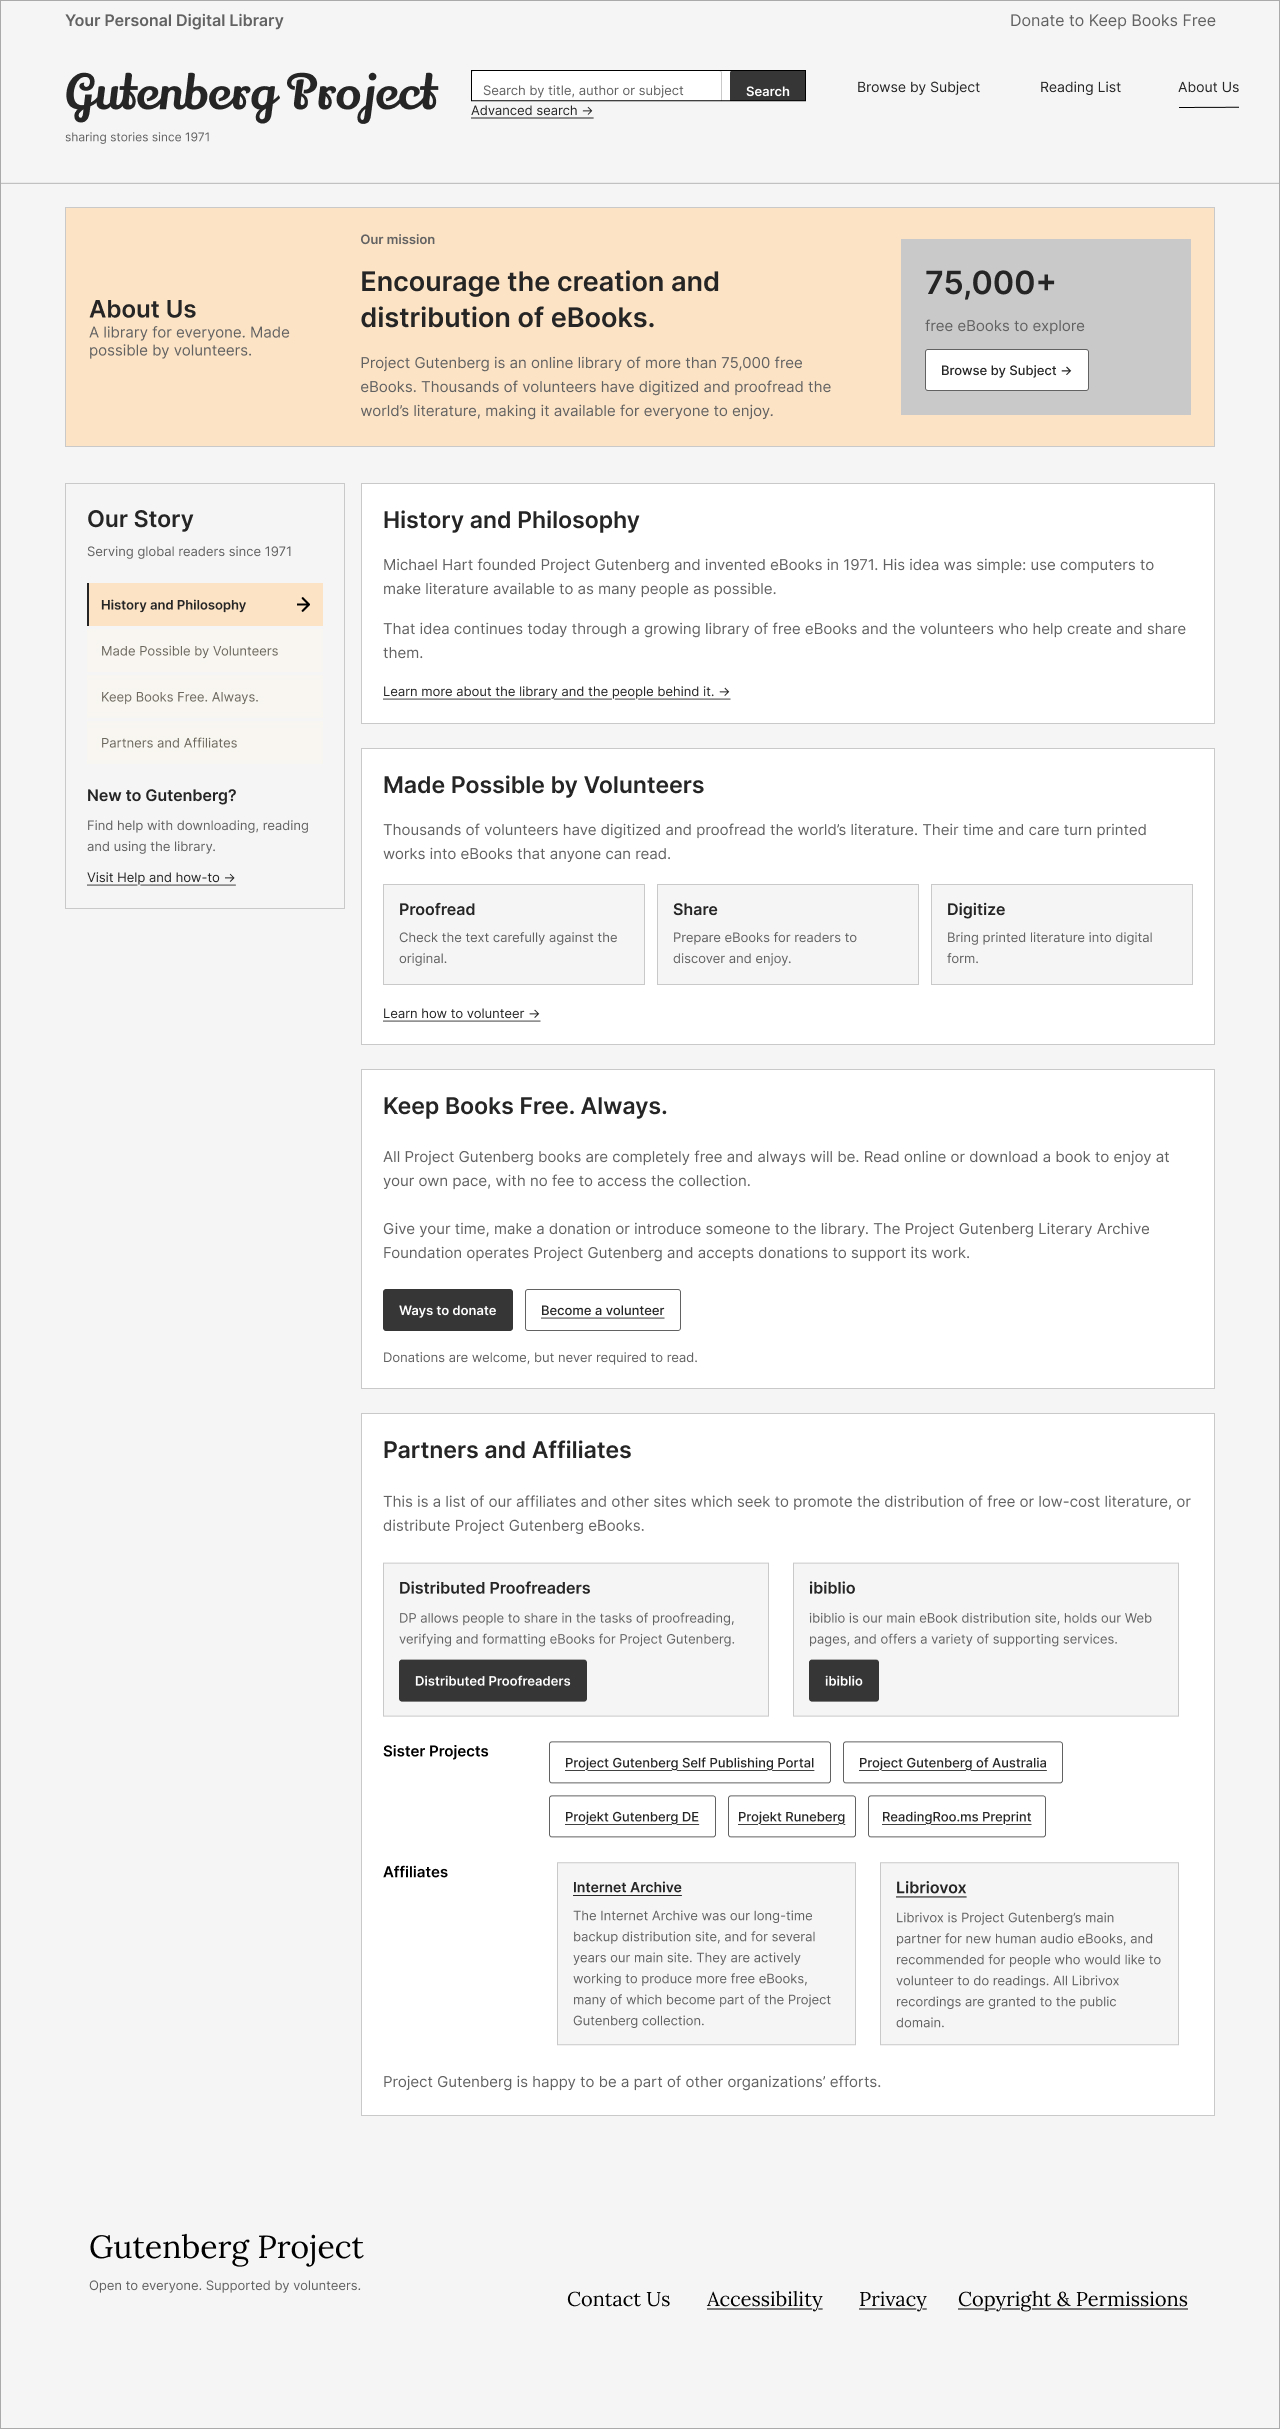 Your Personal Digital Library
Donate to Keep Books Free
Gutenberg Project
sharing stories since 1971
Search by title, author or subject
Search
Advanced search →
Browse by Subject
Reading List
About Us
About Us
A library for everyone. Made
possible by volunteers.
Our mission
Encourage the creation and
distribution of eBooks.
Project Gutenberg is an online library of more than 75,000 free
eBooks. Thousands of volunteers have digitized and proofread the
world’s literature, making it available for everyone to enjoy.
75,000+
free eBooks to explore
Browse by Subject →
Our Story
Serving global readers since 1971
History and Philosophy →
Made Possible by Volunteers
Keep Books Free. Always.
Partners and Affiliates
New to Gutenberg?
Find help with downloading, reading
and using the library.
Visit Help and how-to →
History and Philosophy
Michael Hart founded Project Gutenberg and invented eBooks in 1971. His idea was simple: use computers to
make literature available to as many people as possible.
That idea continues today through a growing library of free eBooks and the volunteers who help create and share
them.
Learn more about the library and the people behind it. →
Made Possible by Volunteers
Thousands of volunteers have digitized and proofread the world’s literature. Their time and care turn printed
works into eBooks that anyone can read.
Proofread
Check the text carefully against the
original.
Share
Prepare eBooks for readers to
discover and enjoy.
Digitize
Bring printed literature into digital
form.
Learn how to volunteer →
Keep Books Free. Always.
All Project Gutenberg books are completely free and always will be. Read online or download a book to enjoy at
your own pace, with no fee to access the collection.
Give your time, make a donation or introduce someone to the library. The Project Gutenberg Literary Archive
Foundation operates Project Gutenberg and accepts donations to support its work.
Ways to donate
Become a volunteer
Donations are welcome, but never required to read.
Partners and Affiliates
This is a list of our affiliates and other sites which seek to promote the distribution of free or low-cost literature, or
distribute Project Gutenberg eBooks.
Distributed Proofreaders
DP allows people to share in the tasks of proofreading,
verifying and formatting eBooks for Project Gutenberg.
Distributed Proofreaders
ibiblio
ibiblio is our main eBook distribution site, holds our Web
pages, and offers a variety of supporting services.
ibiblio
Sister Projects
Project Gutenberg Self Publishing Portal
Project Gutenberg of Australia
Projekt Gutenberg DE
Projekt Runeberg
ReadingRoo.ms Preprint
Affiliates
Internet Archive
The Internet Archive was our long-time
backup distribution site, and for several
years our main site. They are actively
working to produce more free eBooks,
many of which become part of the Project
Gutenberg collection.
Libriovox
Librivox is Project Gutenberg’s main
partner for new human audio eBooks, and
recommended for people who would like to
volunteer to do readings. All Librivox
recordings are granted to the public
domain.
Project Gutenberg is happy to be a part of other organizations’ efforts.
Gutenberg Project
Open to everyone. Supported by volunteers.
Contact Us
Accessibility
Privacy
Copyright & Permissions